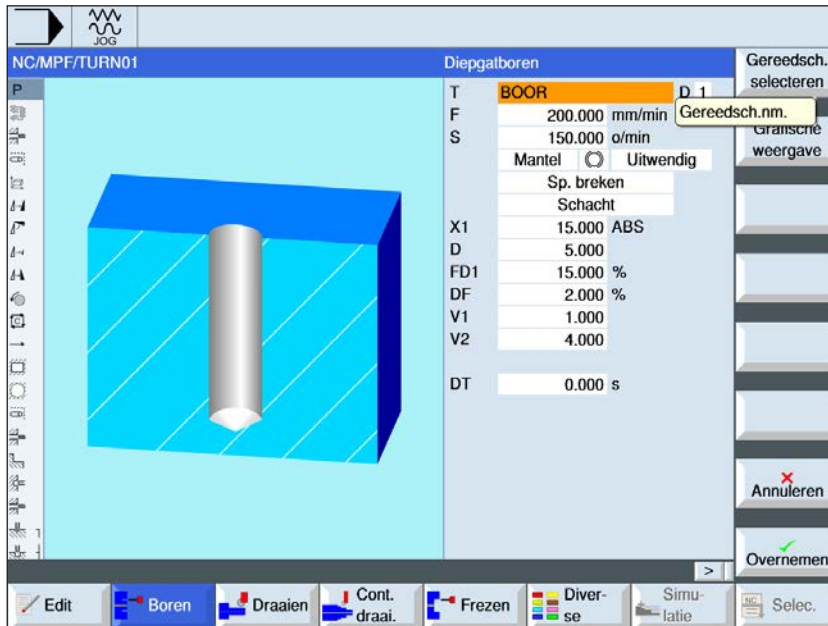 JOG
NC/MPF/TURN01
Diepgatboren
Gereedsch.
selecteren
P
T BOOR D 1
Gereedsch.nm.
F 200.000 mm/min
S 150.000 o/min
Grafische
weergave
Mantel Uitwendig
Sp. breken
Schacht
X1 15.000 ABS
D 5.000
FD1 15.000 %
DF 2.000 %
V1 1.000
V2 4.000
DT 0.000 s
Annuleren
Overnemen
>
Edit
Boren
Draaien
Cont.
draai.
Frezen
Diver-
se
Simu-
latie
NC
Selec.